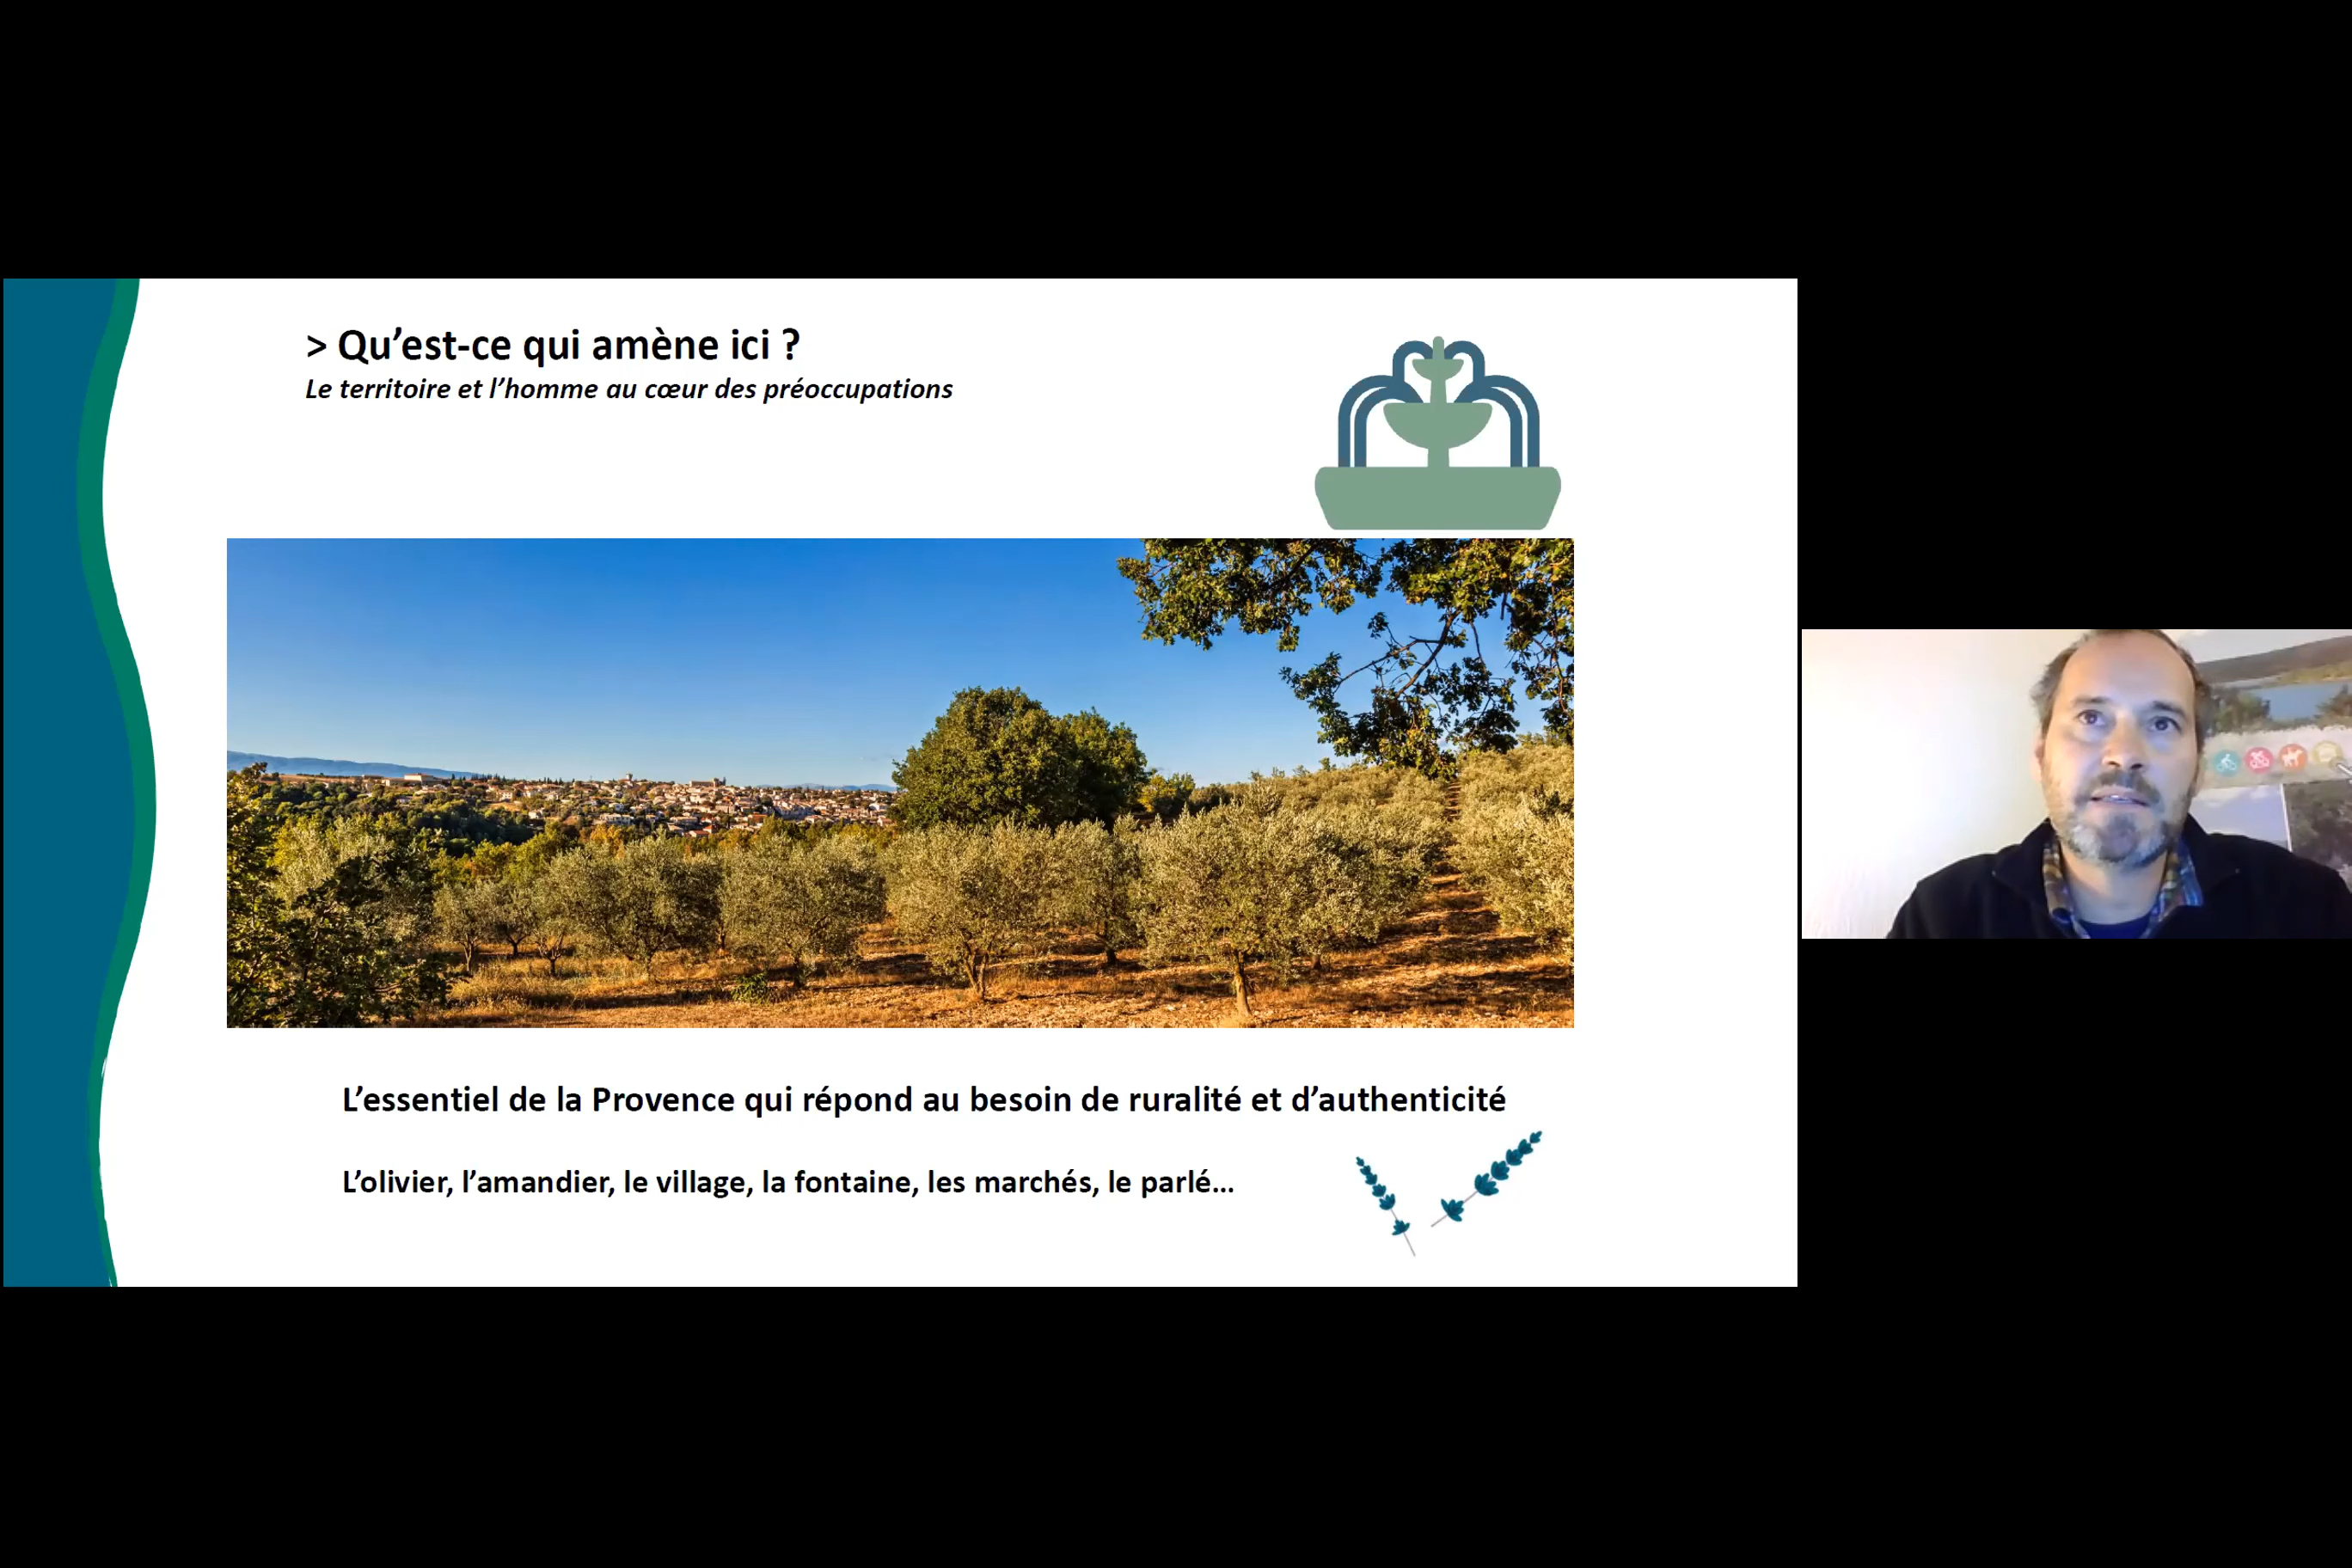 > Qu’est-ce qui amène ici ?
Le territoire et l’homme au cœur des préoccupations
L’essentiel de la Provence qui répond au besoin de ruralité et d’authenticité
L’olivier, l’amandier, le village, la fontaine, les marchés, le parlé...